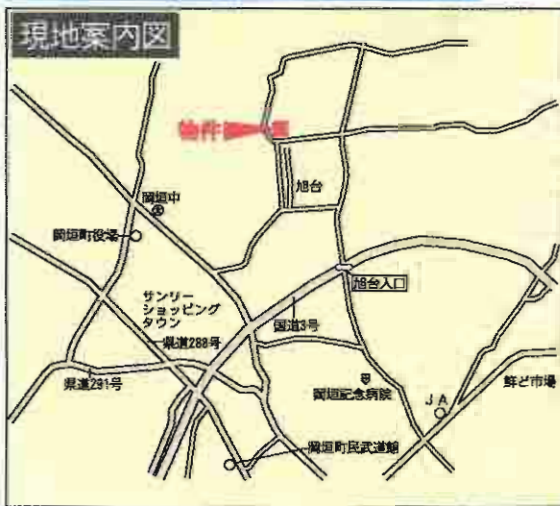 現地案内図
物件
旭台
岡垣中
岡垣町役場
旭台入口
サンリー
ショッピング
タウン
国道3号
県道288号
県道291号
岡垣記念病院
鮮ど市場
JA
岡垣町民武道館